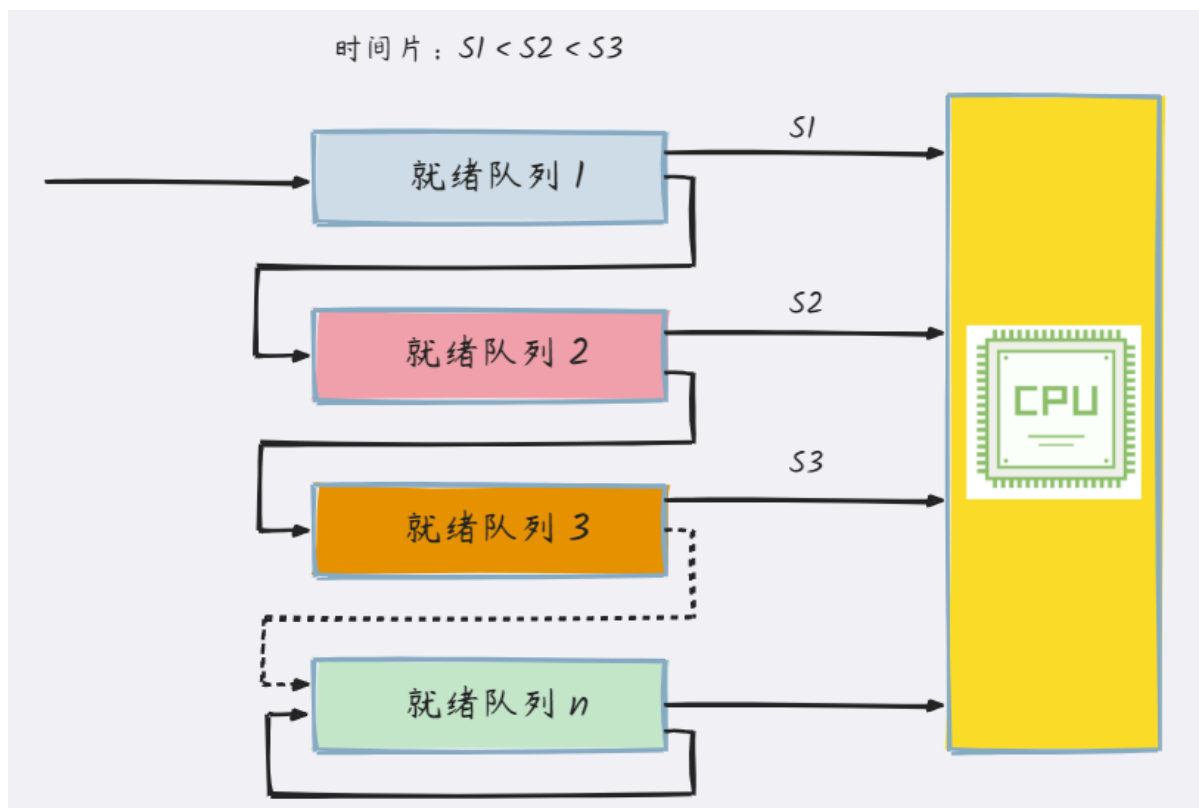 时间片：S1 < S2 < S3
S1
就绪队列 1
S2
就绪队列 2
CPU
S3
就绪队列 3
就绪队列 n